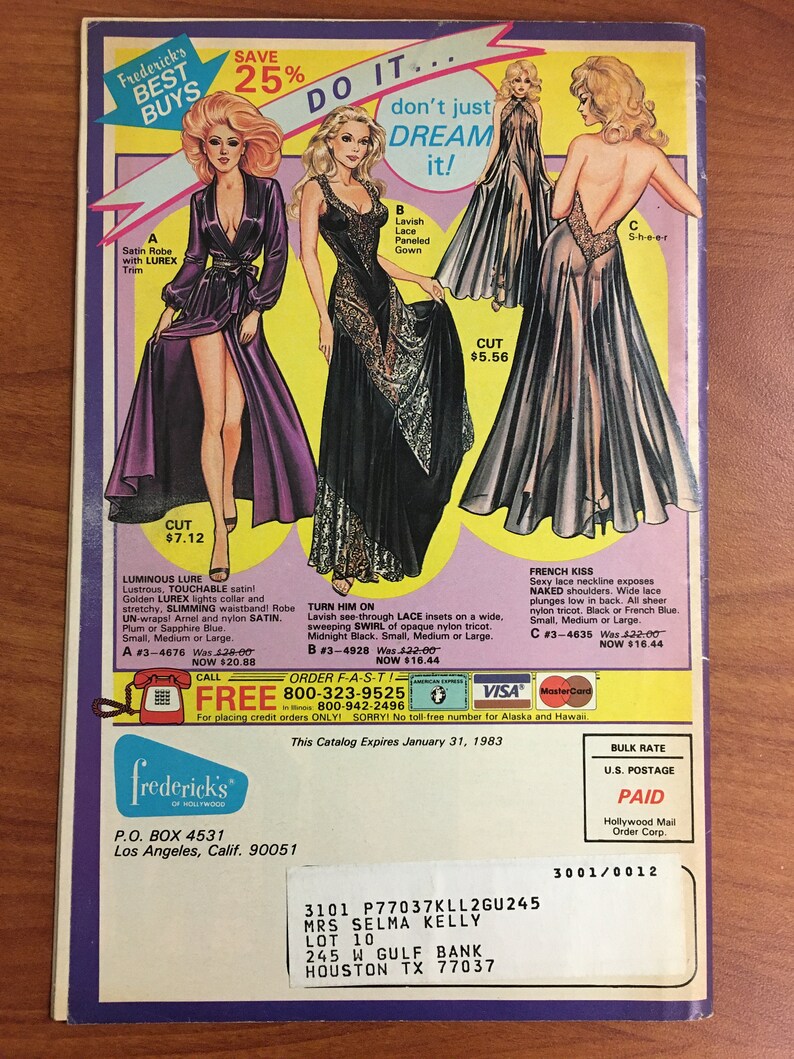 Frederick's
BEST
BUYS
SAVE
25%
DO IT...
don't just
DREAM
it!
A
Satin Robe
with LUREX
Trim
B
Lavish
Lace
Paneled
Gown
C
S-h-e-e-r
CUT
$5.56
CUT
$7.12
LUMINOUS LURE
Lustrous, TOUCHABLE satin!
Golden LUREX lights collar and
stretchy, SLIMMING waistband! Robe
UN-wraps! Arnel and nylon SATIN.
Plum or Sapphire Blue.
Small, Medium or Large.
A #3-4676 Was $28.00
NOW $20.88
TURN HIM ON
Lavish see-through LACE insets on a wide,
sweeping SWIRL of opaque nylon tricot.
Midnight Black. Small, Medium or Large.
B #3-4928 Was $22.00
NOW $16.44
FRENCH KISS
Sexy lace neckline exposes
NAKED shoulders. Wide lace
plunges low in back. All sheer
nylon tricot. Black or French Blue.
Small, Medium or Large.
C #3-4635 Was $22.00
NOW $16.44
CALL
FREE
ORDER F-A-S-T!
800-323-9525
In Illinois: 800-942-2496
AMERICAN EXPRESS
VISA
MasterCard
For placing credit orders ONLY! SORRY! No toll-free number for Alaska and Hawaii.
This Catalog Expires January 31, 1983
frederick's®
OF HOLLYWOOD
P.O. BOX 4531
Los Angeles, Calif. 90051
BULK RATE
U.S. POSTAGE
PAID
Hollywood Mail
Order Corp.
3001/0012
3101 P77037KLL2GU245
MRS SELMA KELLY
LOT 10
245 W GULF BANK
HOUSTON TX 77037